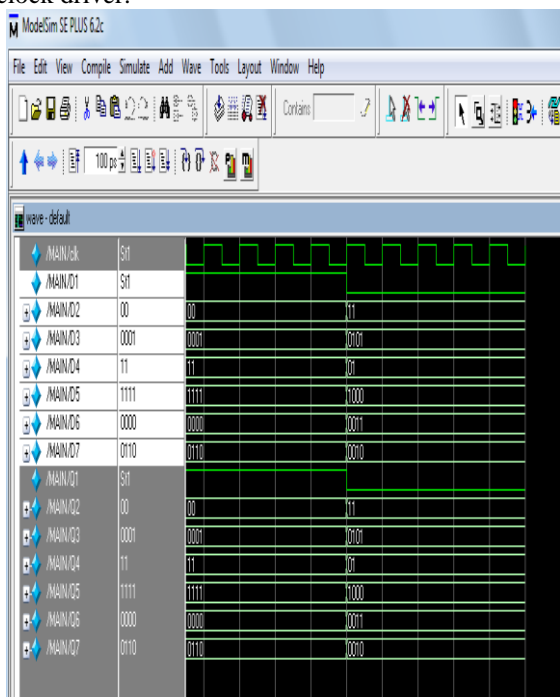 clock driver.
ModelSim SE PLUS 6.2c
File Edit View Compile Simulate Add Wave Tools Layout Window Help
Contains
100 ps
wave - default
/MAIN/clk St1
/MAIN/D1 St1
/MAIN/D2 00 00 11
/MAIN/D3 0001 0001 0101
/MAIN/D4 11 11 01
/MAIN/D5 1111 1111 1000
/MAIN/D6 0000 0000 0011
/MAIN/D7 0110 0110 0010
/MAIN/Q1 St1
/MAIN/Q2 00 00 11
/MAIN/Q3 0001 0001 0101
/MAIN/Q4 11 11 01
/MAIN/Q5 1111 1111 1000
/MAIN/Q6 0000 0000 0011
/MAIN/Q7 0110 0110 0010